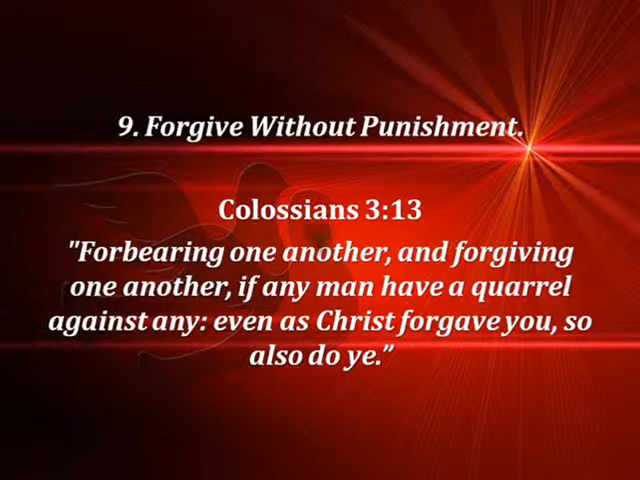 9. Forgive Without Punishment.
Colossians 3:13
"Forbearing one another, and forgiving
one another, if any man have a quarrel
against any: even as Christ forgave you, so
also do ye.”